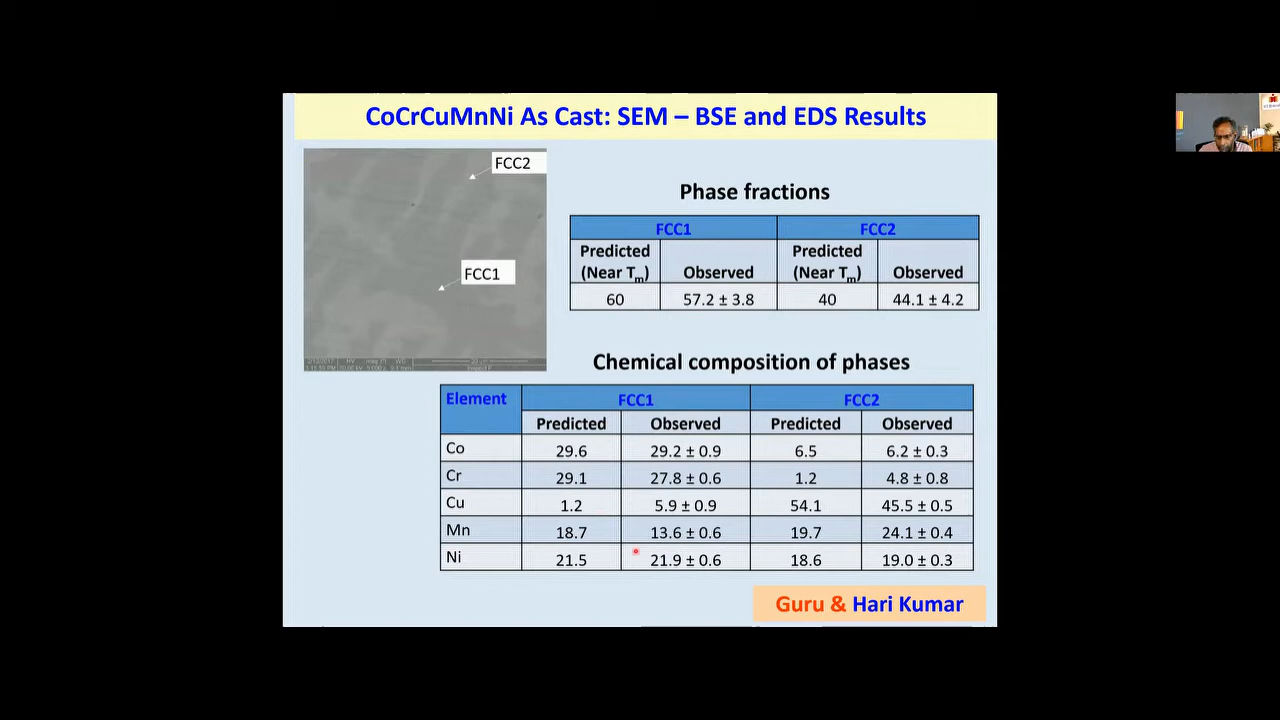 CoCrCuMnNi As Cast: SEM – BSE and EDS Results
FCC2
FCC1
Phase fractions
FCC1 FCC2
Predicted (Near Tm) Observed Predicted (Near Tm) Observed
60 57.2 ± 3.8 40 44.1 ± 4.2
Chemical composition of phases
Element FCC1 FCC2
Predicted Observed Predicted Observed
Co 29.6 29.2 ± 0.9 6.5 6.2 ± 0.3
Cr 29.1 27.8 ± 0.6 1.2 4.8 ± 0.8
Cu 1.2 5.9 ± 0.9 54.1 45.5 ± 0.5
Mn 18.7 13.6 ± 0.6 19.7 24.1 ± 0.4
Ni 21.5 21.9 ± 0.6 18.6 19.0 ± 0.3
Guru & Hari Kumar